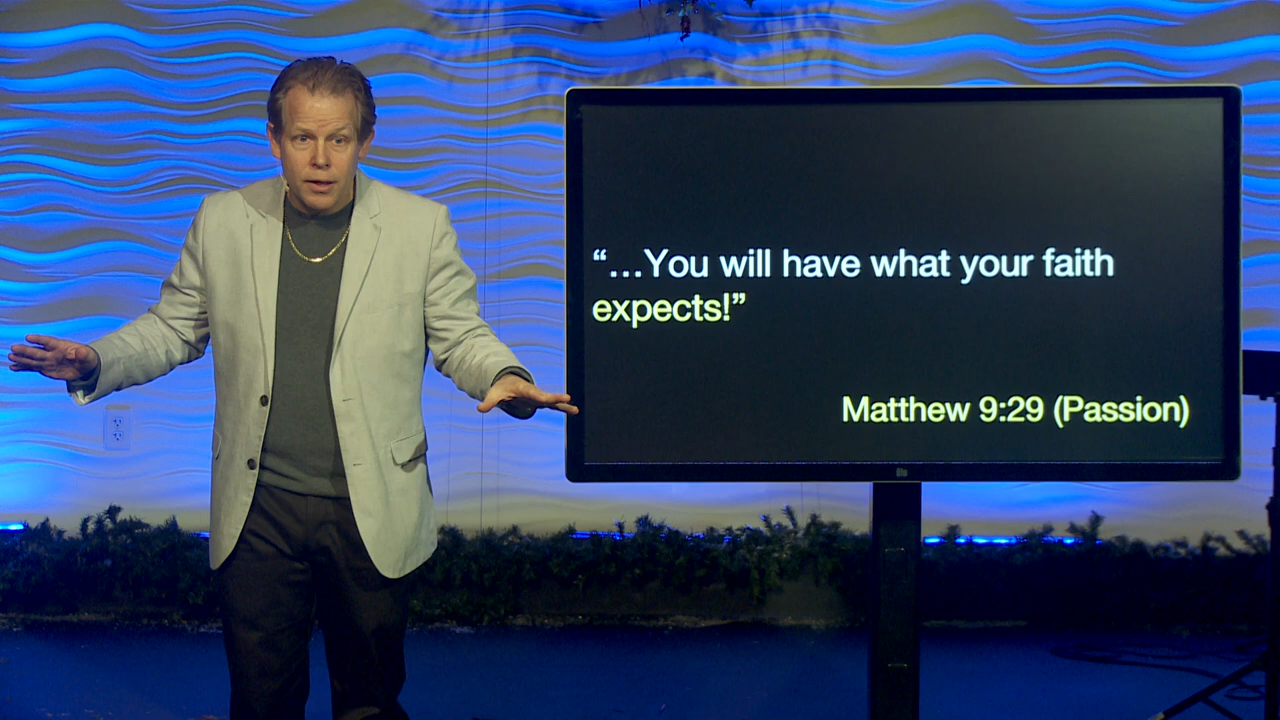 “...You will have what your faith
expects!”
Matthew 9:29 (Passion)